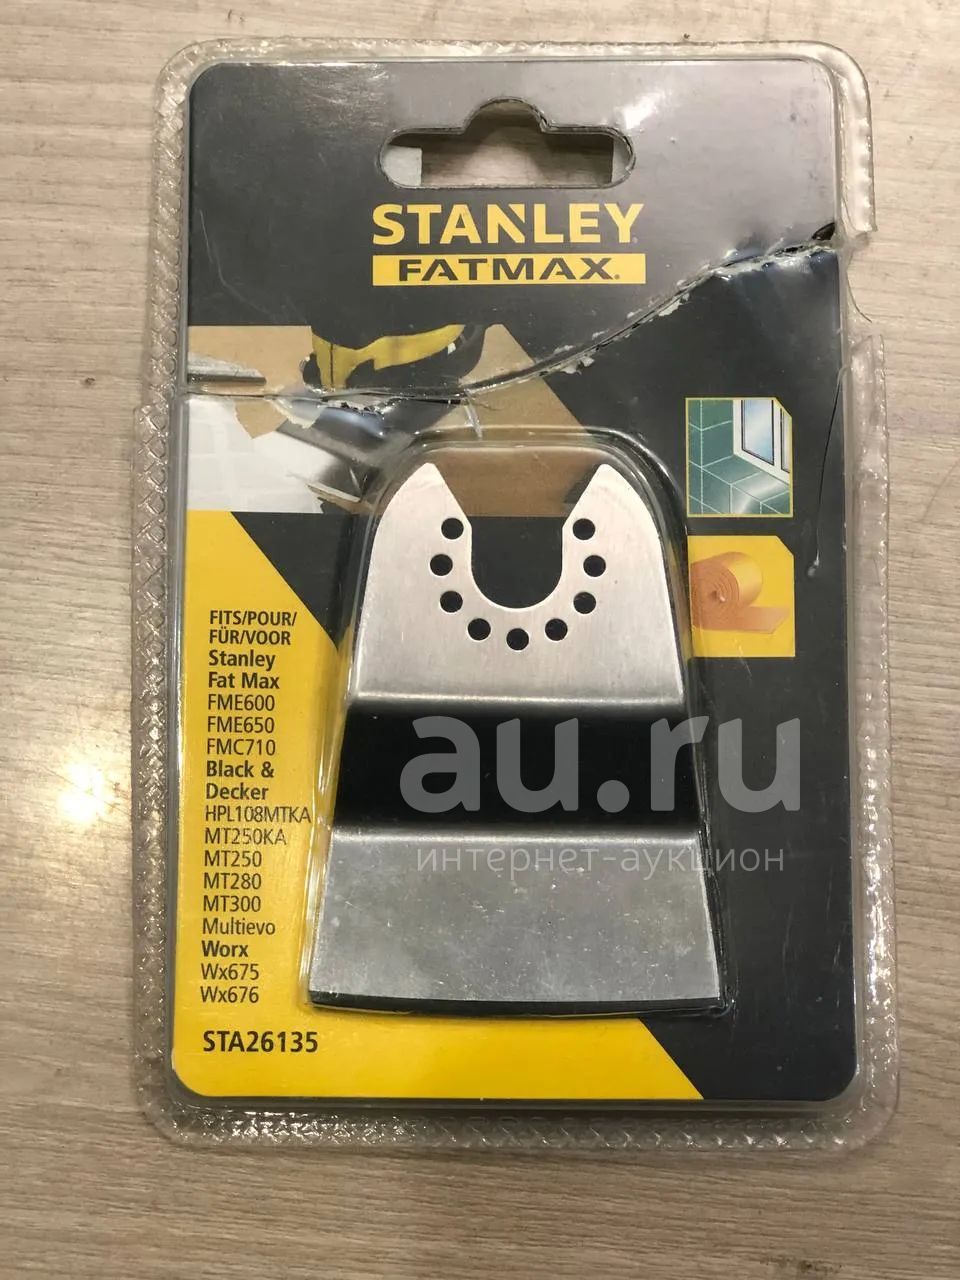 STANLEY
FATMAX.
FITS/POUR/
FÜR/VOOR
Stanley
Fat Max
FME600
FME650
FMC710
Black &
Decker
HPL108MTKA
MT250KA
MT250
MT280
MT300
Multievo
Worx
Wx675
Wx676
STA26135
au.ru
интернет-аукцион